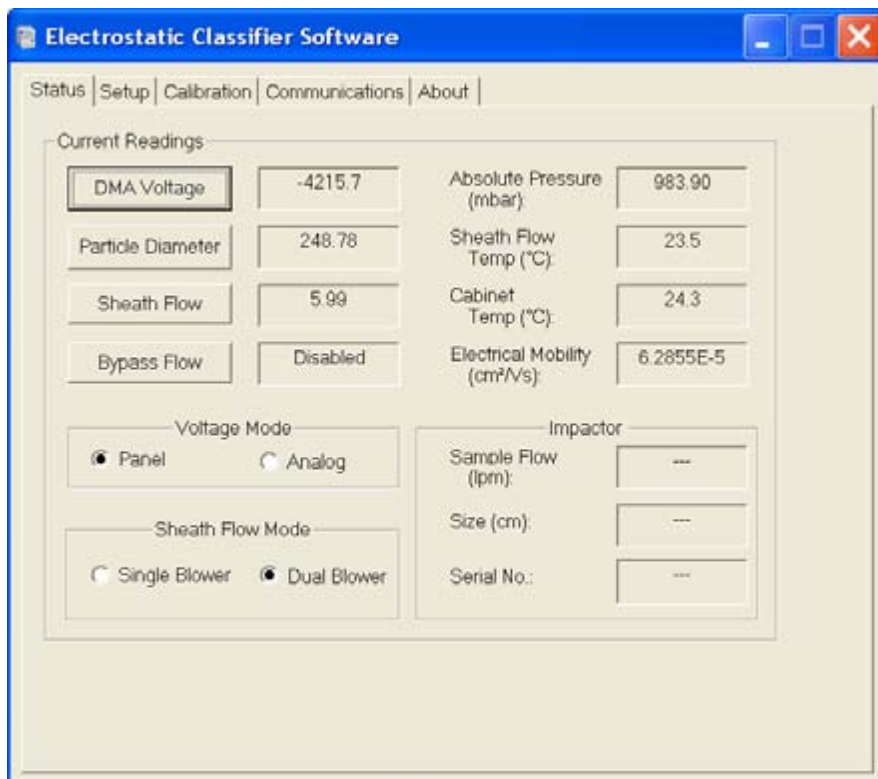 Electrostatic Classifier Software
Status Setup Calibration Communications About
Current Readings
DMA Voltage -4215.7
Particle Diameter 248.78
Sheath Flow 5.99
Bypass Flow Disabled
Absolute Pressure
(mbar): 983.90
Sheath Flow
Temp (°C): 23.5
Cabinet
Temp (°C): 24.3
Electrical Mobility
(cm²/Vs): 6.2855E-5
Voltage Mode
Panel Analog
Sheath Flow Mode
Single Blower Dual Blower
Impactor
Sample Flow
(lpm): ---
Size (cm): ---
Serial No.: ---